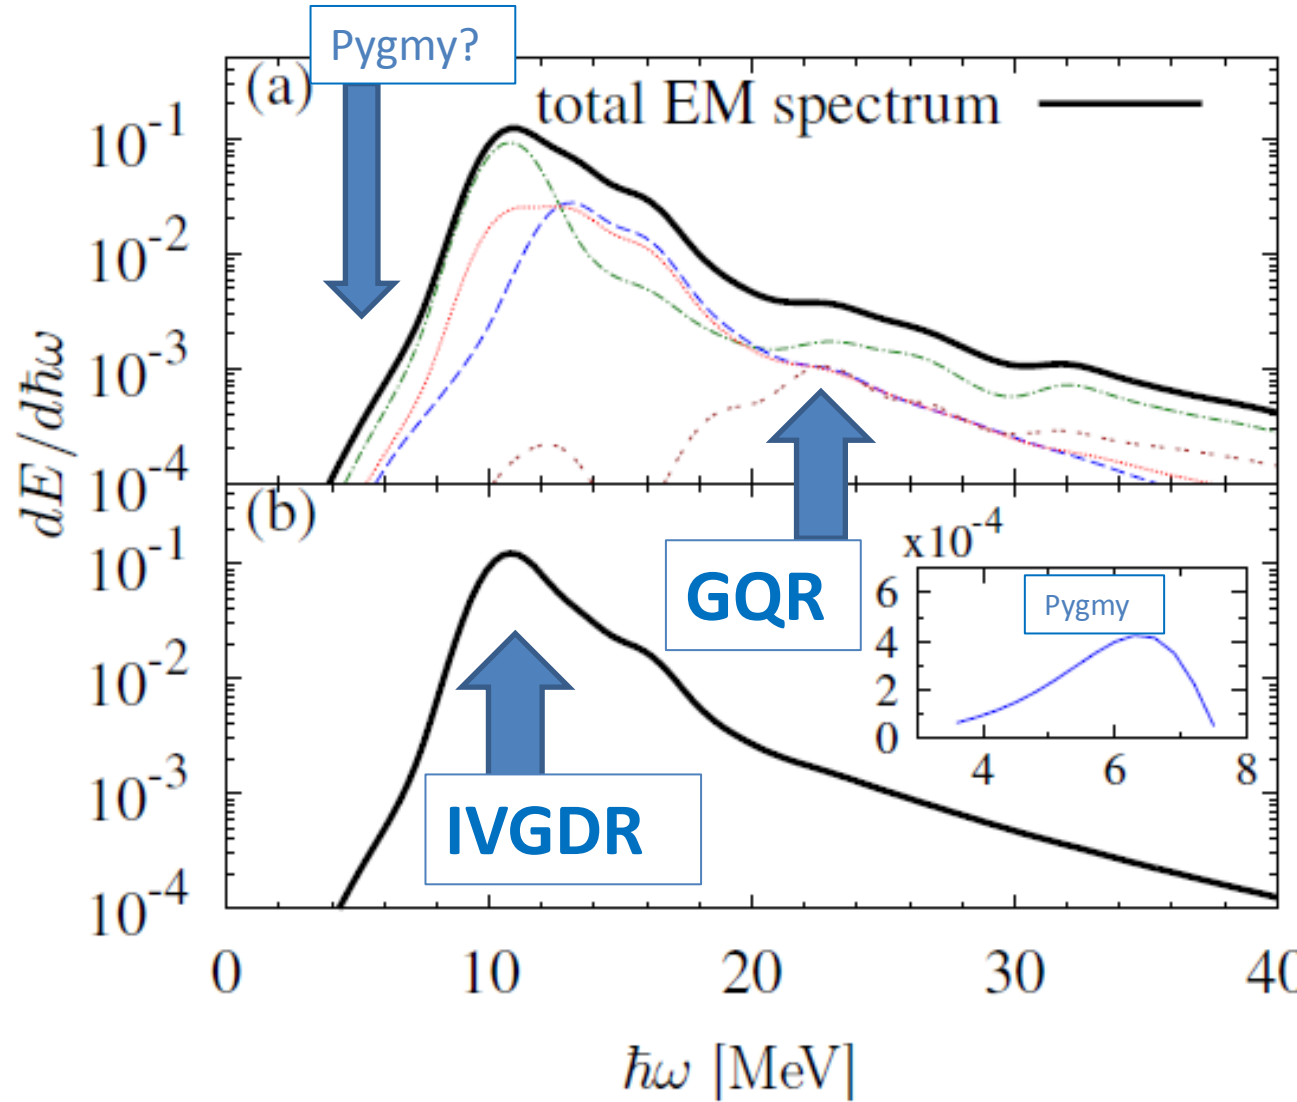 Pygmy?
(a)
total EM spectrum
10-1
10-2
10-3
10-4
dE/dħω
(b)
10-1
10-2
10-3
10-4
GQR
IVGDR
x10-4
6
4
2
0
Pygmy
4 6 8
0 10 20 30 40
ħω [MeV]